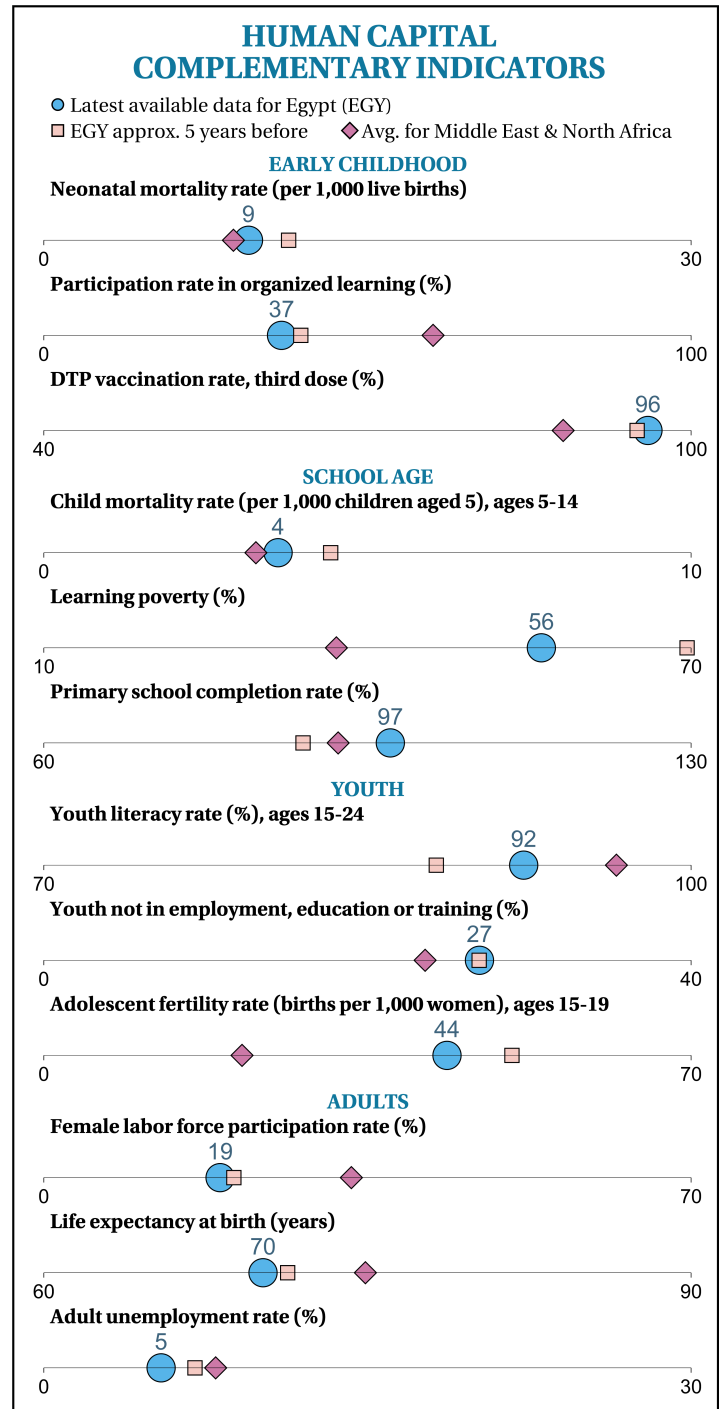 HUMAN CAPITAL
COMPLEMENTARY INDICATORS
Latest available data for Egypt (EGY)
EGY approx. 5 years before Avg. for Middle East & North Africa
EARLY CHILDHOOD
Neonatal mortality rate (per 1,000 live births)
9
0 30
Participation rate in organized learning (%)
37
0 100
DTP vaccination rate, third dose (%)
96
40 100
SCHOOL AGE
Child mortality rate (per 1,000 children aged 5), ages 5-14
4
0 10
Learning poverty (%)
56
10 70
Primary school completion rate (%)
97
60 130
YOUTH
Youth literacy rate (%), ages 15-24
92
70 100
Youth not in employment, education or training (%)
27
0 40
Adolescent fertility rate (births per 1,000 women), ages 15-19
44
0 70
ADULTS
Female labor force participation rate (%)
19
0 70
Life expectancy at birth (years)
70
60 90
Adult unemployment rate (%)
5
0 30